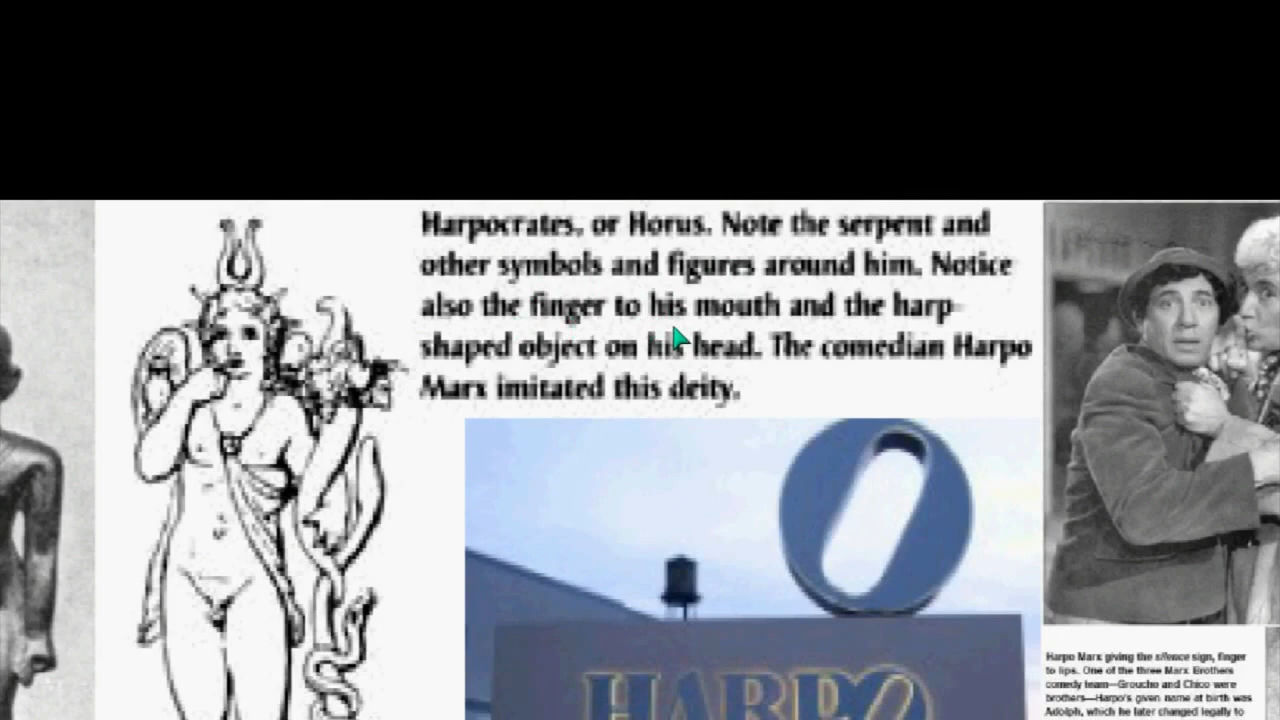 Harpocrates, or Horus. Note the serpent and
other symbols and figures around him. Notice
also the finger to his mouth and the harp-
shaped object on his head. The comedian Harpo
Marx imitated this deity.
O
HARPO
Harpo Marx giving the silence sign, finger
to lips. One of the three Marx Brothers
comedy team—Groucho and Chico were
brothers—Harpo's given name at birth was
Adolph, which he later changed legally to